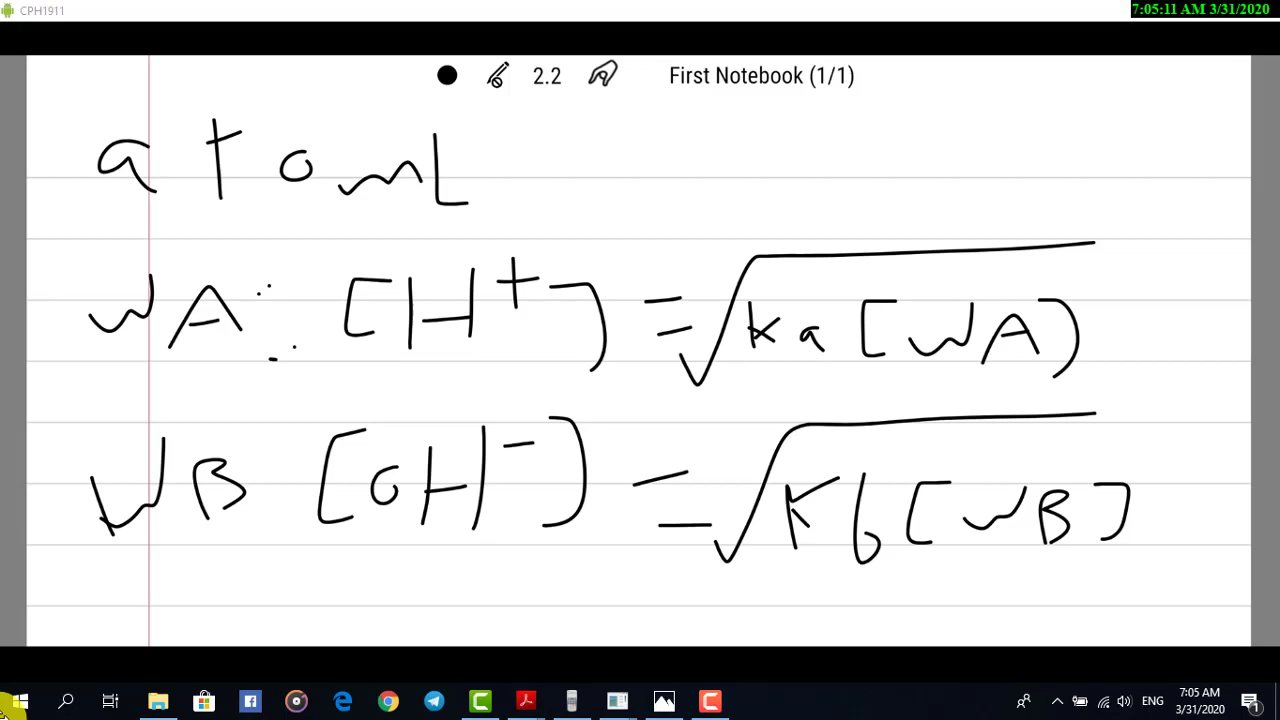 CPH1911
7:05:11 AM 3/31/2020
2.2 First Notebook (1/1)
a t o m L
WA: [H⁺] = √Ka[WA]
WB [OH⁻] = √Kb[WB]
ENG
7:05 AM
3/31/2020
1